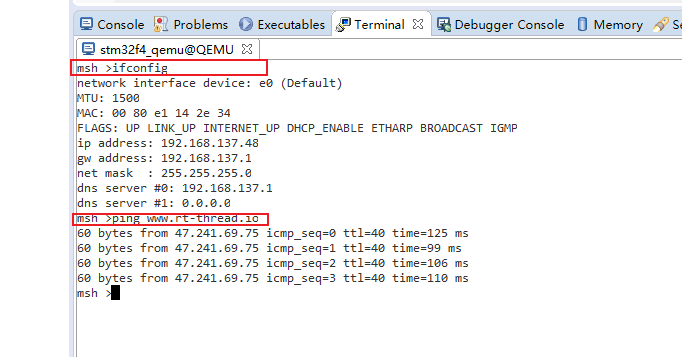 Console Problems Executables Terminal Debugger Console Memory
stm32f4_qemu@QEMU
msh >ifconfig
network interface device: e0 (Default)
MTU: 1500
MAC: 00 80 e1 14 2e 34
FLAGS: UP LINK_UP INTERNET_UP DHCP_ENABLE ETHARP BROADCAST IGMP
ip address: 192.168.137.48
gw address: 192.168.137.1
net mask  : 255.255.255.0
dns server #0: 192.168.137.1
dns server #1: 0.0.0.0
msh >ping www.rt-thread.io
60 bytes from 47.241.69.75 icmp_seq=0 ttl=40 time=125 ms
60 bytes from 47.241.69.75 icmp_seq=1 ttl=40 time=99 ms
60 bytes from 47.241.69.75 icmp_seq=2 ttl=40 time=106 ms
60 bytes from 47.241.69.75 icmp_seq=3 ttl=40 time=110 ms
msh >